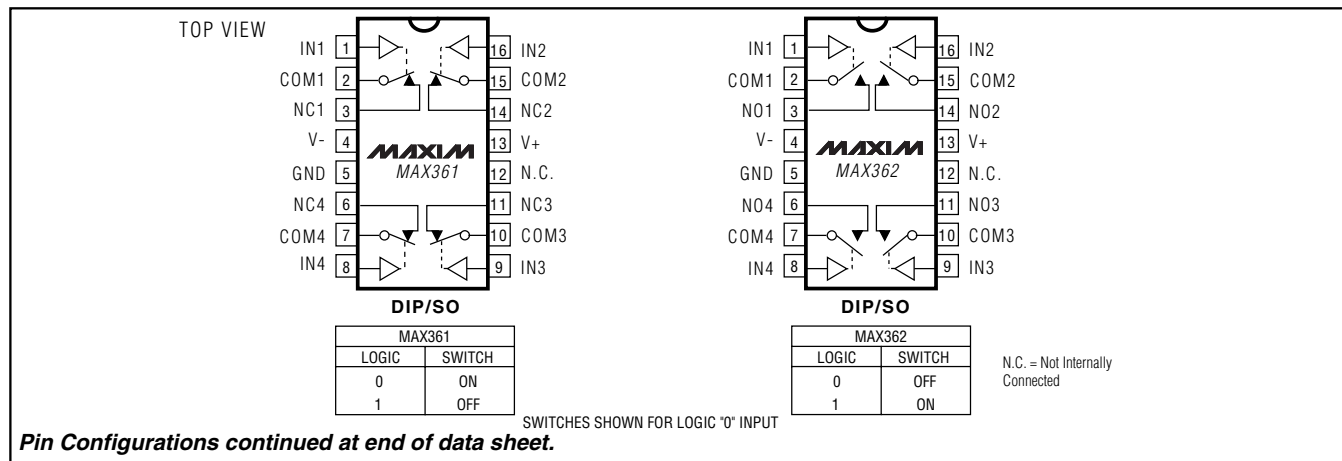 TOP VIEW
IN1 1 16 IN2
COM1 2 15 COM2
NC1 3 14 NC2
V- 4 13 V+
MAXIM
GND 5 MAX361 12 N.C.
NC4 6 11 NC3
COM4 7 10 COM3
IN4 8 9 IN3
DIP/SO
MAX361
LOGIC SWITCH
0 ON
1 OFF
IN1 1 16 IN2
COM1 2 15 COM2
NO1 3 14 NO2
V- 4 13 V+
MAXIM
GND 5 MAX362 12 N.C.
NO4 6 11 NO3
COM4 7 10 COM3
IN4 8 9 IN3
DIP/SO
MAX362
LOGIC SWITCH
0 OFF
1 ON
N.C. = Not Internally
Connected
SWITCHES SHOWN FOR LOGIC "0" INPUT
Pin Configurations continued at end of data sheet.